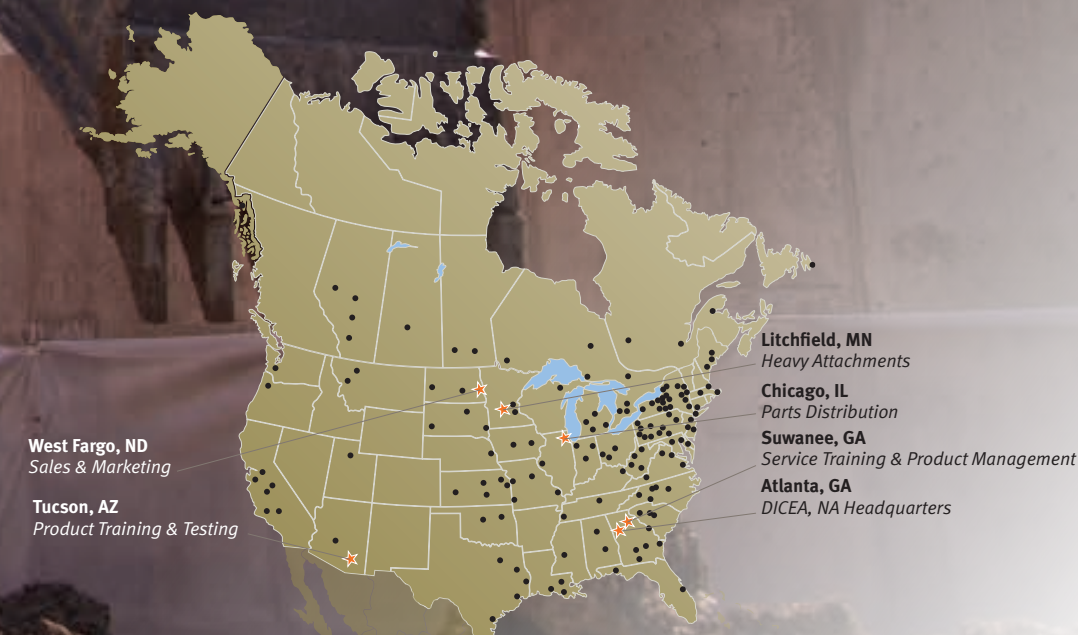 West Fargo, ND
Sales & Marketing
Tucson, AZ
Product Training & Testing
Litchfield, MN
Heavy Attachments
Chicago, IL
Parts Distribution
Suwanee, GA
Service Training & Product Management
Atlanta, GA
DICEA, NA Headquarters